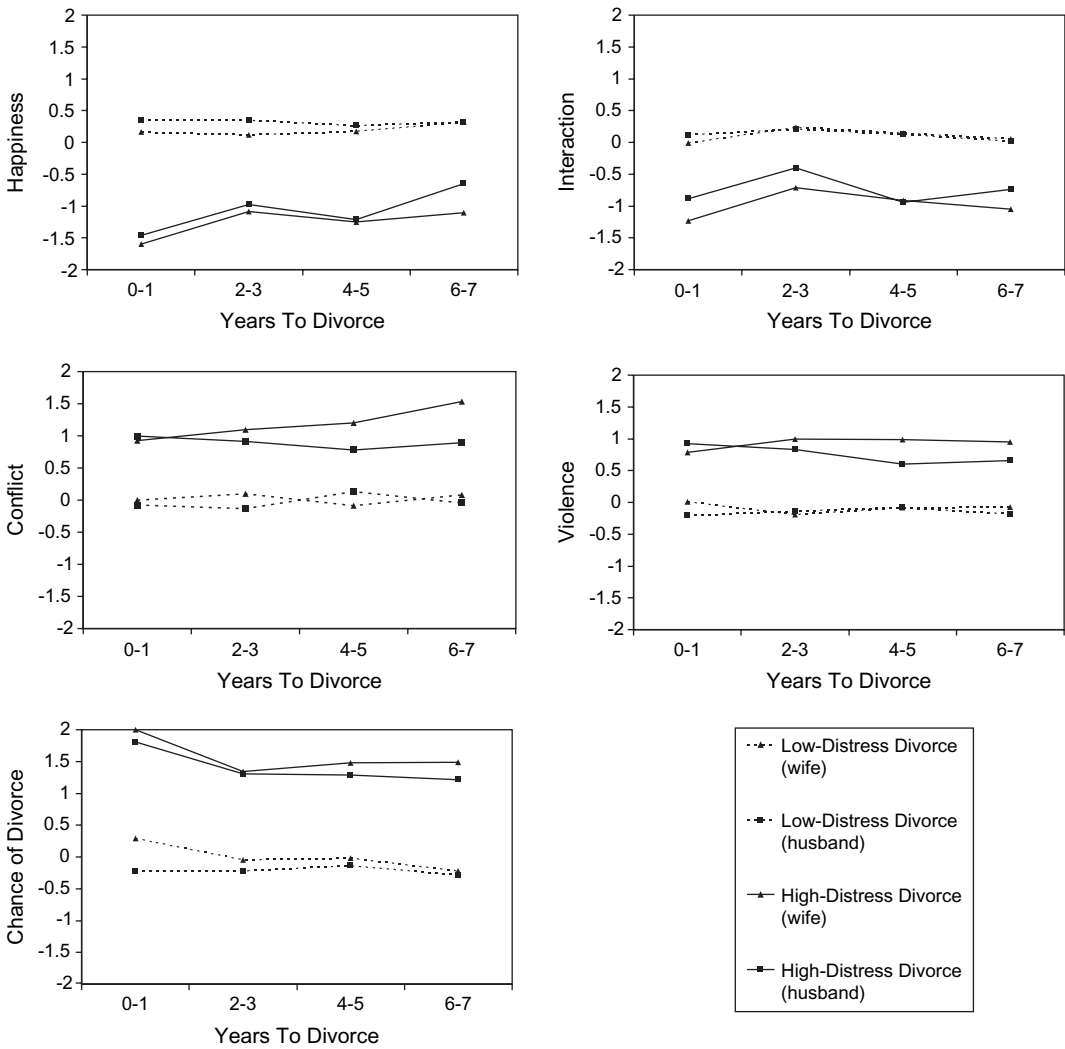 2
1.5
1
0.5
0
-0.5
-1
-1.5
-2
Happiness
0-1 2-3 4-5 6-7
Years To Divorce
2
1.5
1
0.5
0
-0.5
-1
-1.5
-2
Interaction
0-1 2-3 4-5 6-7
Years To Divorce
2
1.5
1
0.5
0
-0.5
-1
-1.5
-2
Conflict
0-1 2-3 4-5 6-7
Years To Divorce
2
1.5
1
0.5
0
-0.5
-1
-1.5
-2
Violence
0-1 2-3 4-5 6-7
Years To Divorce
2
1.5
1
0.5
0
-0.5
-1
-1.5
-2
Chance of Divorce
0-1 2-3 4-5 6-7
Years To Divorce
Low-Distress Divorce
(wife)
Low-Distress Divorce
(husband)
High-Distress Divorce
(wife)
High-Distress Divorce
(husband)